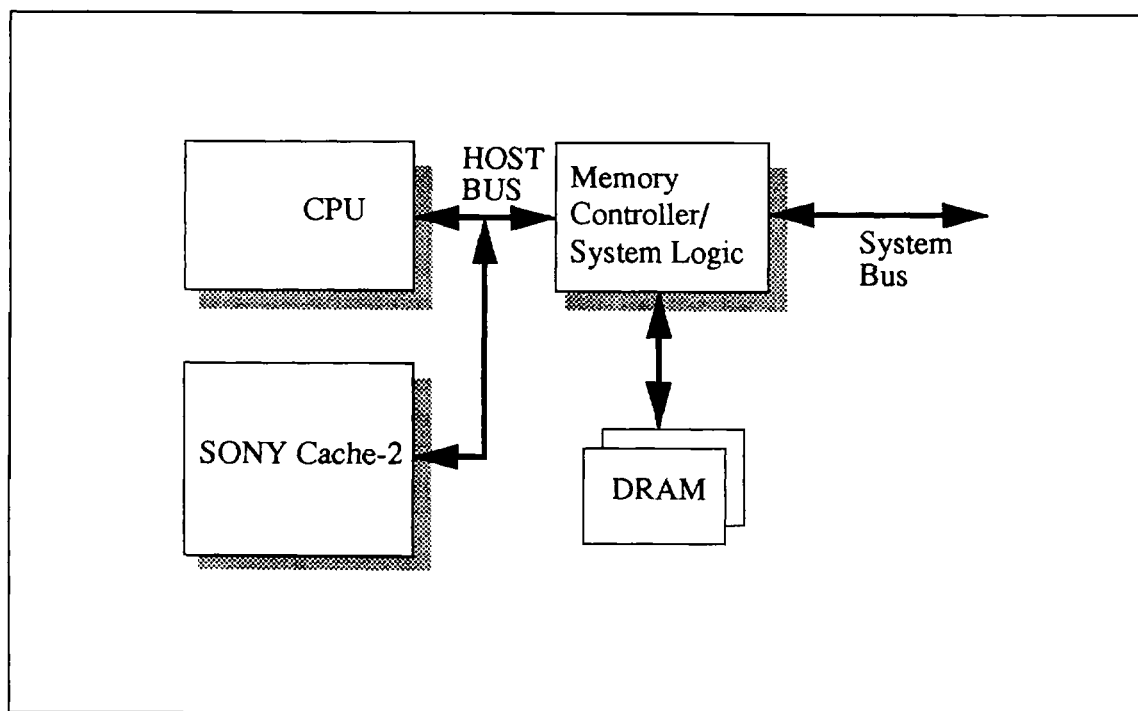 CPU
HOST
BUS
Memory
Controller/
System Logic
System
Bus
SONY Cache-2
DRAM